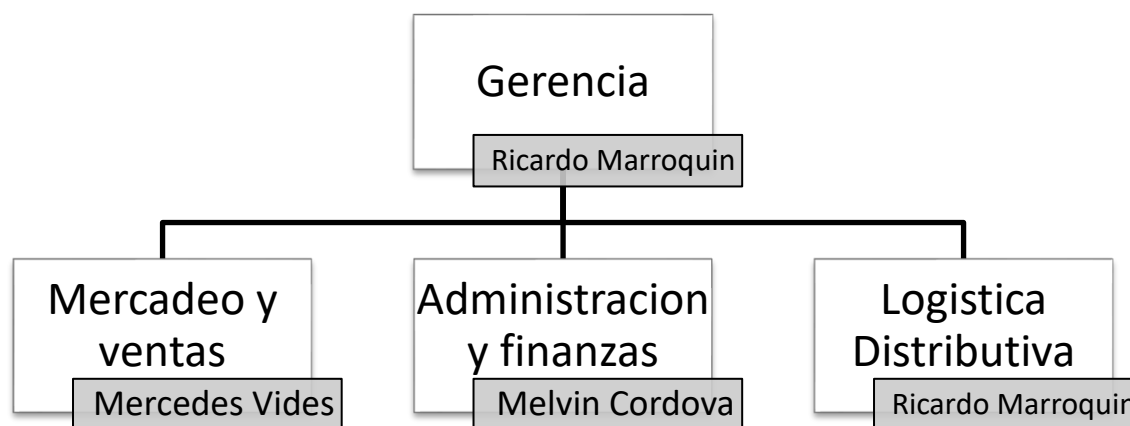 Gerencia
Ricardo Marroquin
Mercadeo y
ventas
Mercedes Vides
Administracion
y finanzas
Melvin Cordova
Logistica
Distributiva
Ricardo Marroquin